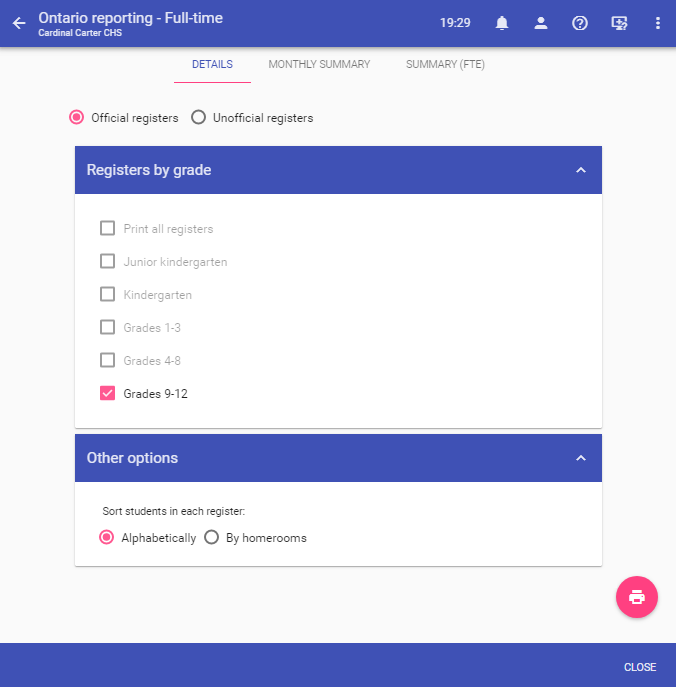 Ontario reporting - Full-time
Cardinal Carter CHS
19:29
DETAILS MONTHLY SUMMARY SUMMARY (FTE)
Official registers Unofficial registers
Registers by grade
Print all registers
Junior kindergarten
Kindergarten
Grades 1-3
Grades 4-8
Grades 9-12
Other options
Sort students in each register:
Alphabetically By homerooms
CLOSE